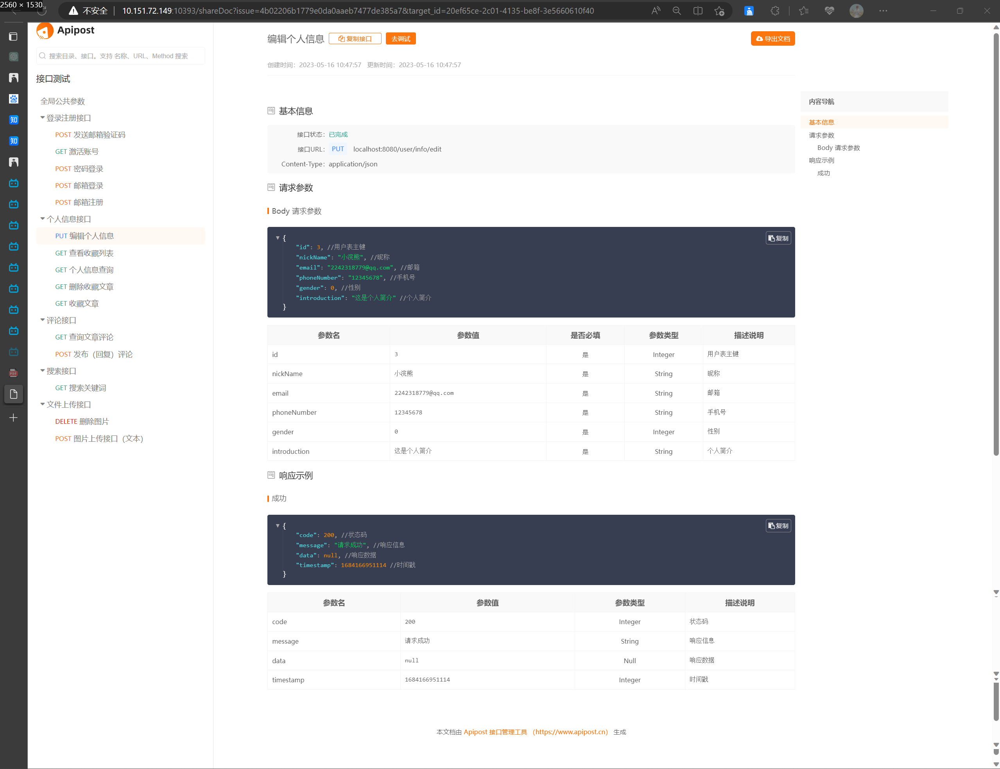 2560 × 1530
不安全
10.151.72.149:10393/shareDoc?issue=4b02206b1779e0da0aaeb7477de385a7&target_id=20ef65ce-2c01-4135-be8f-3e5660610f40
Apipost
搜索目录、接口。支持 名称、URL、Method 搜索
接口测试
全局公共参数
登录注册接口
POST 发送邮箱验证码
GET 激活账号
POST 密码登录
POST 邮箱登录
POST 邮箱注册
个人信息接口
PUT 编辑个人信息
GET 查看收藏列表
GET 个人信息查询
GET 删除收藏文章
GET 收藏文章
评论接口
GET 查询文章评论
POST 发布（回复）评论
搜索接口
GET 搜索关键词
文件上传接口
DELETE 删除图片
POST 图片上传接口（文本）
知
知
PDF
编辑个人信息 复制接口 去调试 导出文档
创建时间：2023-05-16 10:47:57 更新时间：2023-05-16 10:47:57
基本信息
接口状态：已完成
接口URL： PUT localhost:8080/user/info/edit
Content-Type：application/json
请求参数
Body 请求参数
复制
{
"id": 3, //用户表主键
"nickName": "小浣熊", //昵称
"email": "2242318779@qq.com", //邮箱
"phoneNumber": "12345678", //手机号
"gender": 0, //性别
"introduction": "这是个人简介" //个人简介
}
参数名 参数值 是否必填 参数类型 描述说明
id 3 是 Integer 用户表主键
nickName 小浣熊 是 String 昵称
email 2242318779@qq.com 是 String 邮箱
phoneNumber 12345678 是 String 手机号
gender 0 是 Integer 性别
introduction 这是个人简介 是 String 个人简介
响应示例
成功
复制
{
"code": 200, //状态码
"message": "请求成功", //响应信息
"data": null, //响应数据
"timestamp": 1684166951114 //时间戳
}
参数名 参数值 参数类型 描述说明
code 200 Integer 状态码
message 请求成功 String 响应信息
data null Null 响应数据
timestamp 1684166951114 Integer 时间戳
本文档由 Apipost 接口管理工具 （https://www.apipost.cn） 生成
内容导航
基本信息
请求参数
Body 请求参数
响应示例
成功